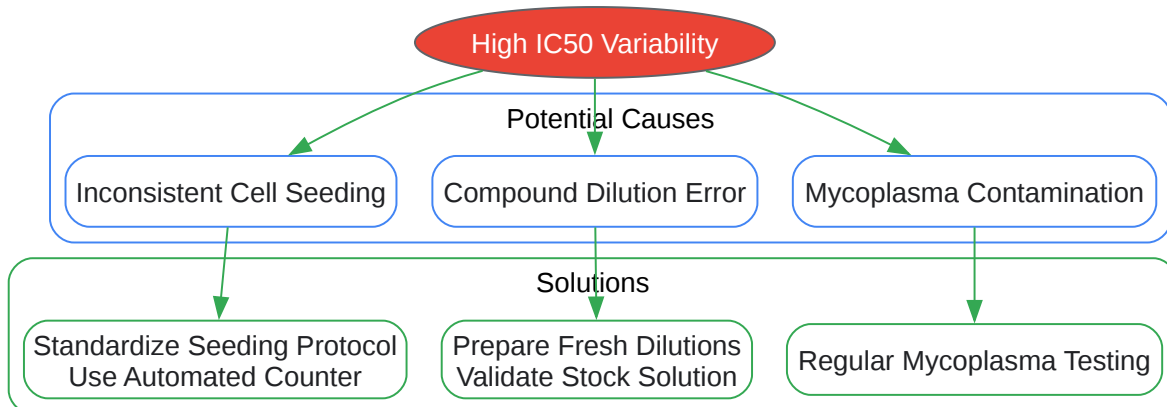 High IC50 Variability
Potential Causes
Inconsistent Cell Seeding
Compound Dilution Error
Mycoplasma Contamination
Solutions
Standardize Seeding Protocol
Use Automated Counter
Prepare Fresh Dilutions
Validate Stock Solution
Regular Mycoplasma Testing